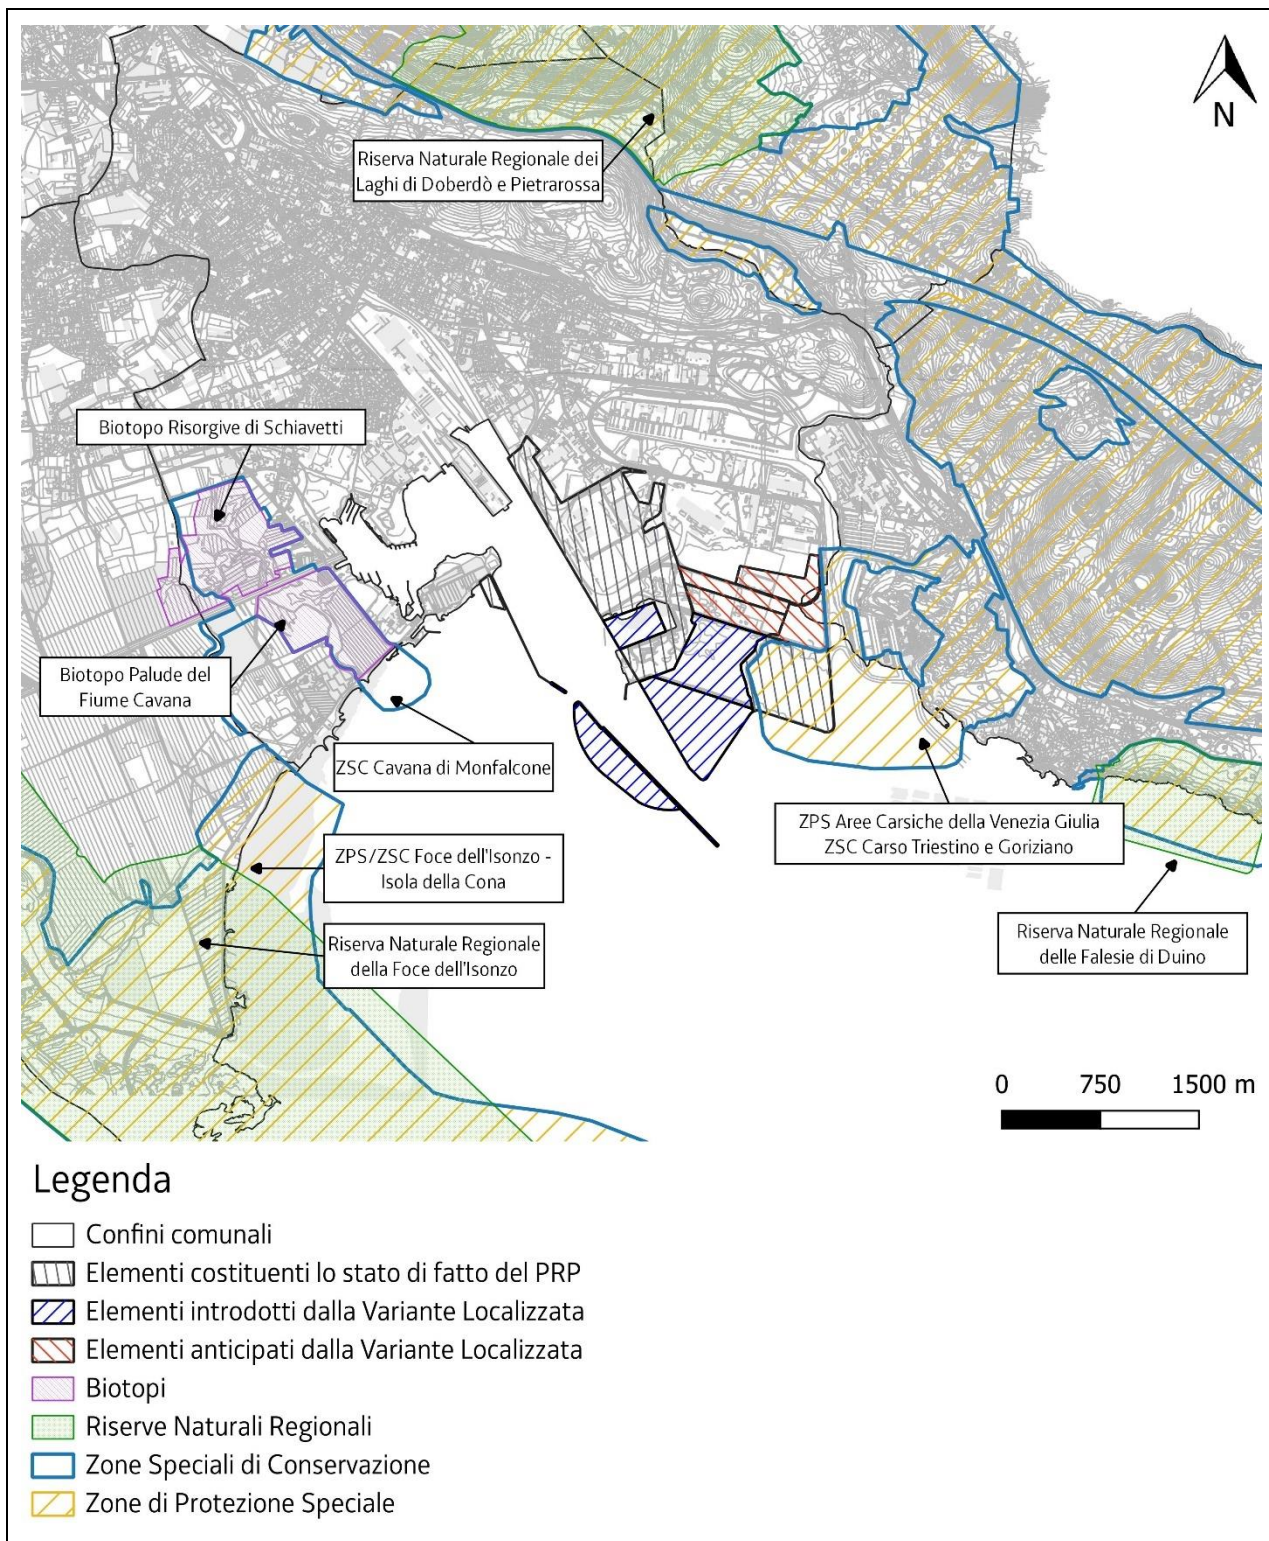 N
Riserva Naturale Regionale dei
Laghi di Doberdò e Pietrarossa
Biotopo Risorgive di Schiavetti
Biotopo Palude del
Fiume Cavana
ZSC Cavana di Monfalcone
ZPS Aree Carsiche della Venezia Giulia
ZSC Carso Triestino e Goriziano
ZPS/ZSC Foce dell'Isonzo -
Isola della Cona
Riserva Naturale Regionale
della Foce dell'Isonzo
Riserva Naturale Regionale
delle Falesie di Duino
0 750 1500 m
Legenda
Confini comunali
Elementi costituenti lo stato di fatto del PRP
Elementi introdotti dalla Variante Localizzata
Elementi anticipati dalla Variante Localizzata
Biotopi
Riserve Naturali Regionali
Zone Speciali di Conservazione
Zone di Protezione Speciale